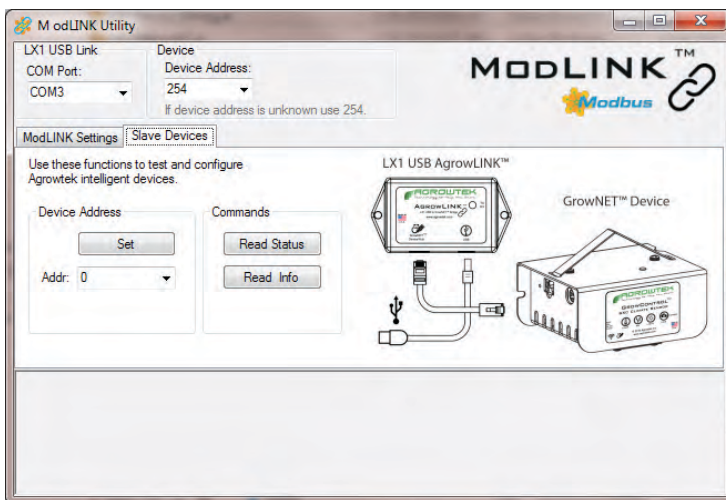 M odLINK Utility
LX1 USB Link
COM Port:
COM3
Device
Device Address:
254
If device address is unknown use 254.
MODLINK™
Modbus
ModLINK Settings
Slave Devices
Use these functions to test and configure
Agrowtek intelligent devices.
Device Address
Set
Addr: 0
Commands
Read Status
Read Info
LX1 USB AgrowLINK™
AGROWTEK
AGROWLINK™
GrowNET™ Device
AGROWTEK
GROWCONTROL™